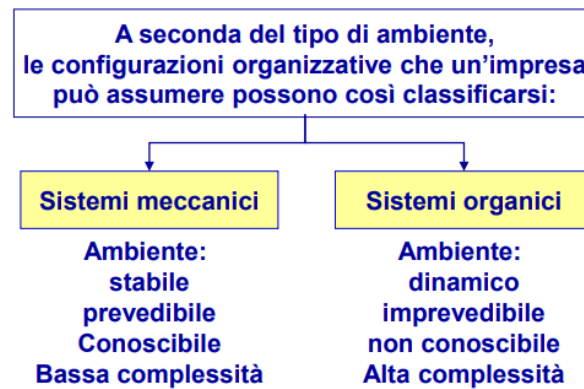 A seconda del tipo di ambiente,
le configurazioni organizzative che un'impresa
può assumere possono così classificarsi:
Sistemi meccanici
Sistemi organici
Ambiente:
stabile
prevedibile
Conoscibile
Bassa complessità
Ambiente:
dinamico
imprevedibile
non conoscibile
Alta complessità